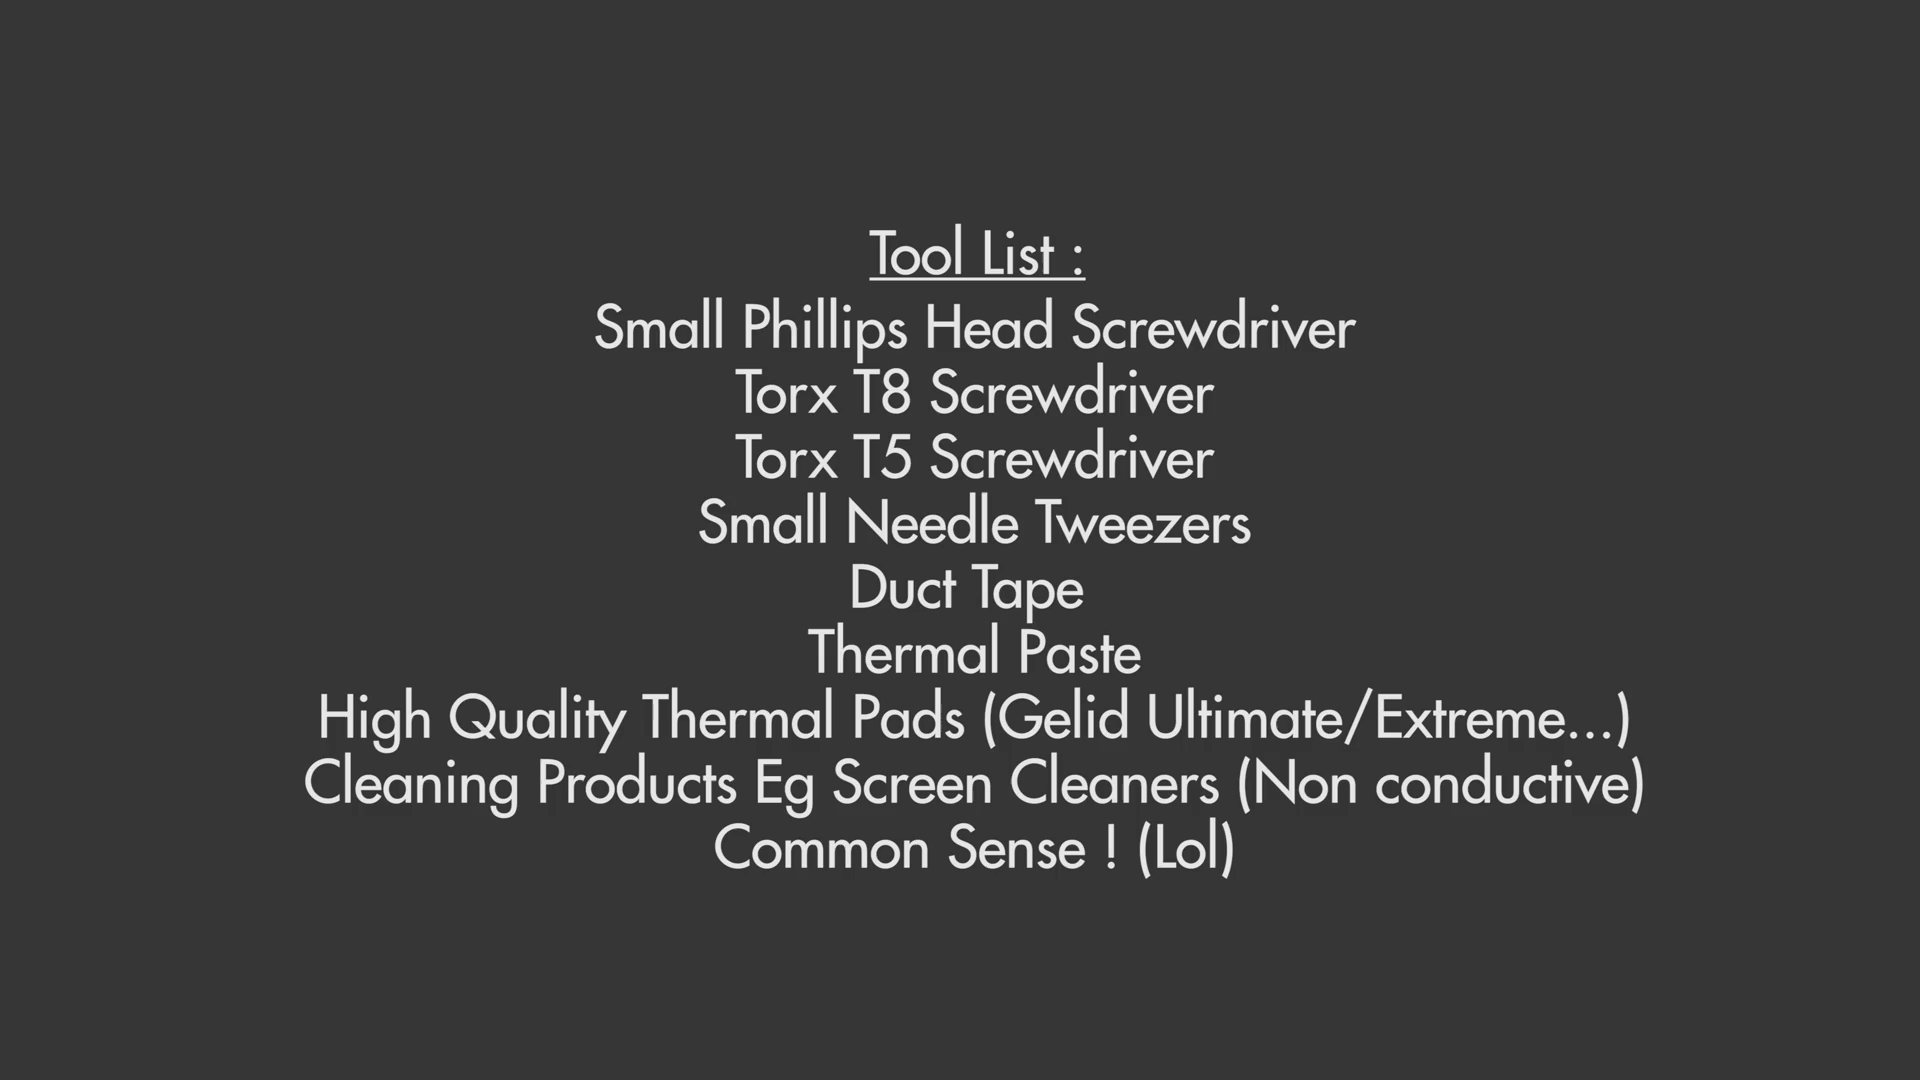 Tool List :
Small Phillips Head Screwdriver
Torx T8 Screwdriver
Torx T5 Screwdriver
Small Needle Tweezers
Duct Tape
Thermal Paste
High Quality Thermal Pads (Gelid Ultimate/Extreme...)
Cleaning Products Eg Screen Cleaners (Non conductive)
Common Sense ! (Lol)